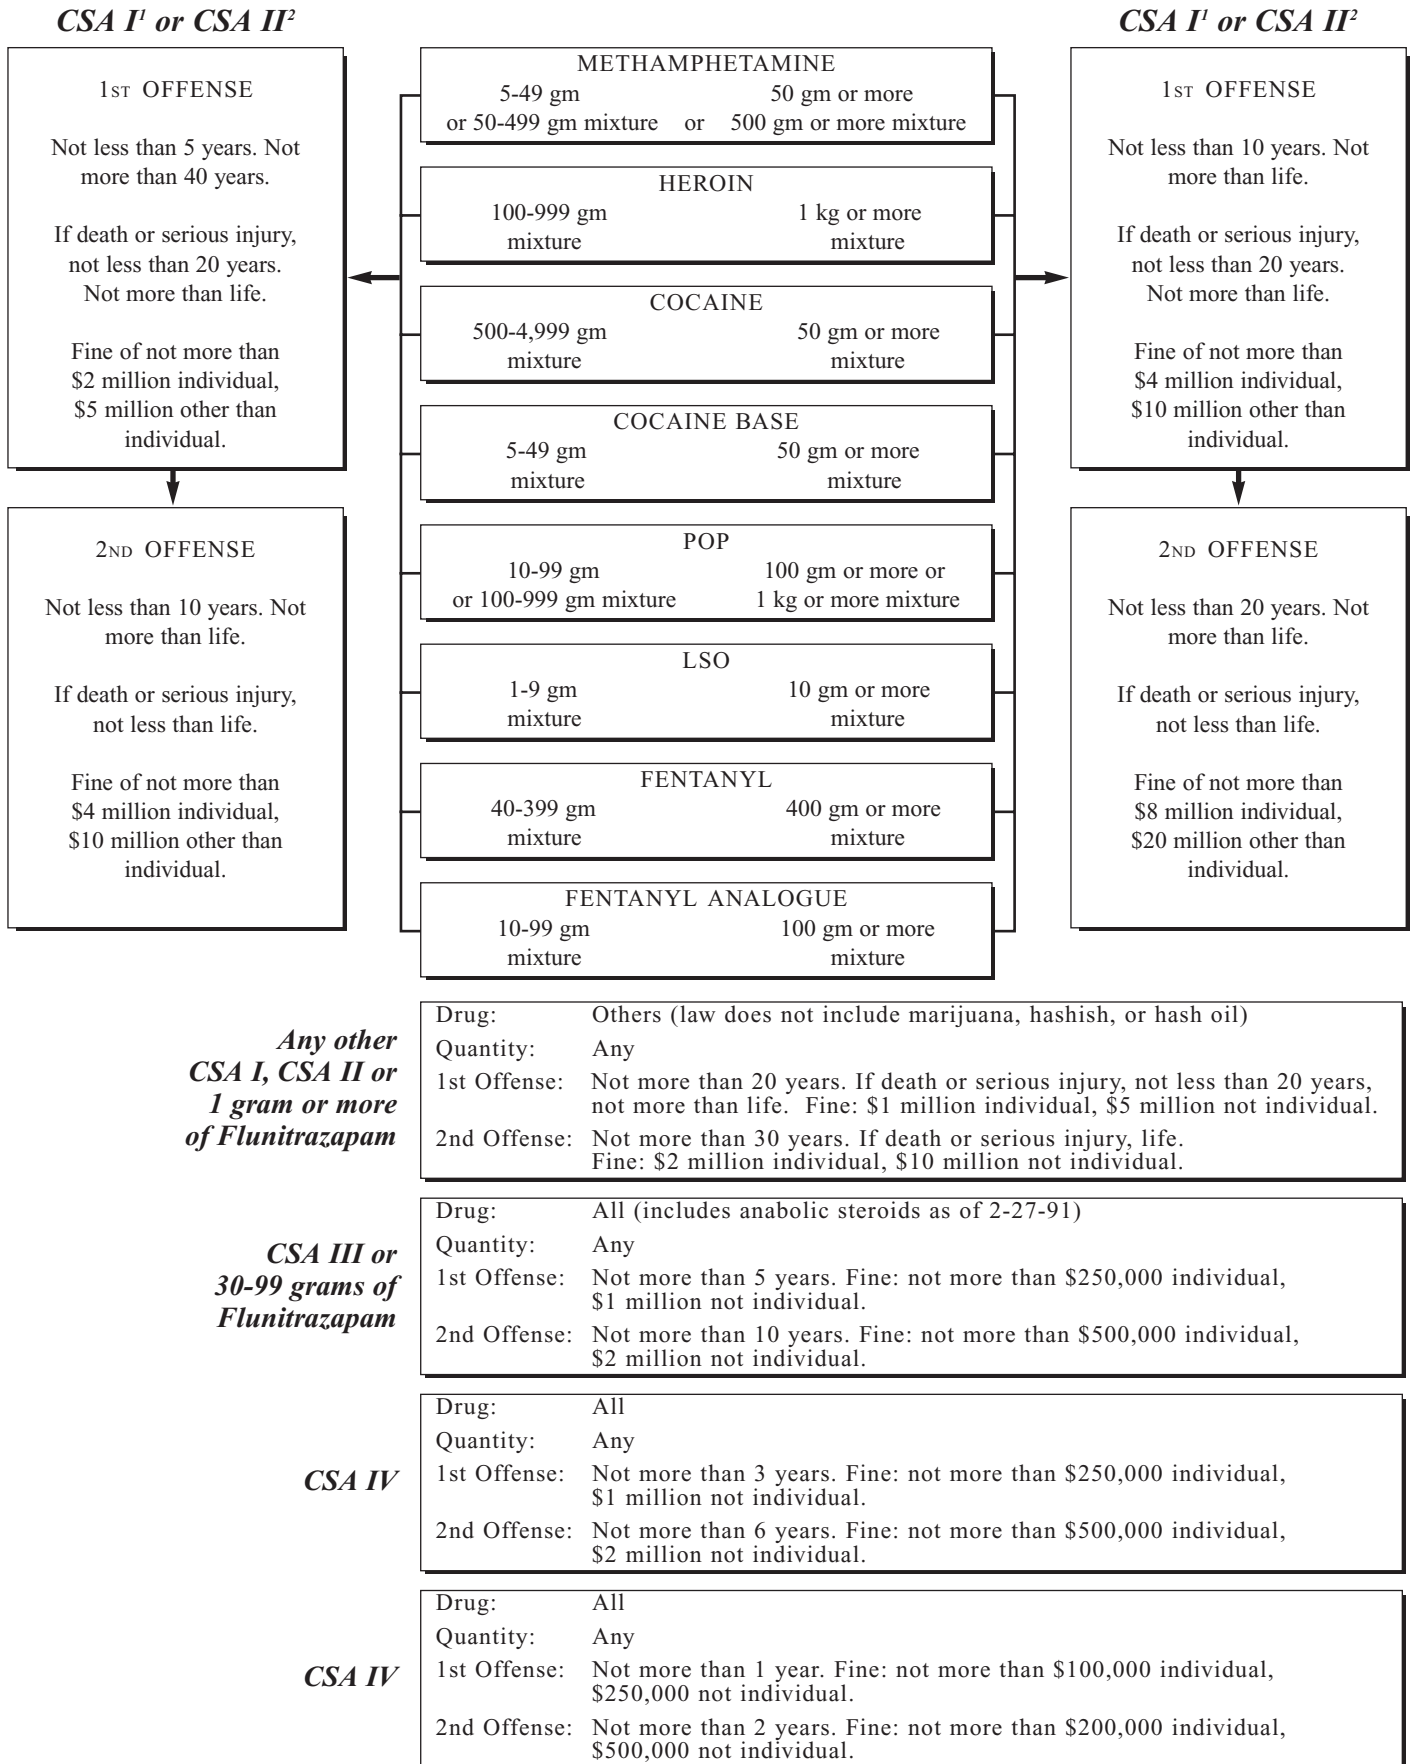 CSA I¹ or CSA II²
1ST OFFENSE
Not less than 5 years. Not
more than 40 years.
If death or serious injury,
not less than 20 years.
Not more than life.
Fine of not more than
$2 million individual,
$5 million other than
individual.
2ND OFFENSE
Not less than 10 years. Not
more than life.
If death or serious injury,
not less than life.
Fine of not more than
$4 million individual,
$10 million other than
individual.
METHAMPHETAMINE
5-49 gm 50 gm or more
or 50-499 gm mixture or 500 gm or more mixture
HEROIN
100-999 gm 1 kg or more
mixture mixture
COCAINE
500-4,999 gm 50 gm or more
mixture mixture
COCAINE BASE
5-49 gm 50 gm or more
mixture mixture
POP
10-99 gm 100 gm or more or
or 100-999 gm mixture 1 kg or more mixture
LSO
1-9 gm 10 gm or more
mixture mixture
FENTANYL
40-399 gm 400 gm or more
mixture mixture
FENTANYL ANALOGUE
10-99 gm 100 gm or more
mixture mixture
CSA I¹ or CSA II²
1ST OFFENSE
Not less than 10 years. Not
more than life.
If death or serious injury,
not less than 20 years.
Not more than life.
Fine of not more than
$4 million individual,
$10 million other than
individual.
2ND OFFENSE
Not less than 20 years. Not
more than life.
If death or serious injury,
not less than life.
Fine of not more than
$8 million individual,
$20 million other than
individual.
Any other
CSA I, CSA II or
1 gram or more
of Flunitrazapam
Drug: Others (law does not include marijuana, hashish, or hash oil)
Quantity: Any
1st Offense: Not more than 20 years. If death or serious injury, not less than 20 years,
not more than life. Fine: $1 million individual, $5 million not individual.
2nd Offense: Not more than 30 years. If death or serious injury, life.
Fine: $2 million individual, $10 million not individual.
CSA III or
30-99 grams of
Flunitrazapam
Drug: All (includes anabolic steroids as of 2-27-91)
Quantity: Any
1st Offense: Not more than 5 years. Fine: not more than $250,000 individual,
$1 million not individual.
2nd Offense: Not more than 10 years. Fine: not more than $500,000 individual,
$2 million not individual.
CSA IV
Drug: All
Quantity: Any
1st Offense: Not more than 3 years. Fine: not more than $250,000 individual,
$1 million not individual.
2nd Offense: Not more than 6 years. Fine: not more than $500,000 individual,
$2 million not individual.
CSA IV
Drug: All
Quantity: Any
1st Offense: Not more than 1 year. Fine: not more than $100,000 individual,
$250,000 not individual.
2nd Offense: Not more than 2 years. Fine: not more than $200,000 individual,
$500,000 not individual.